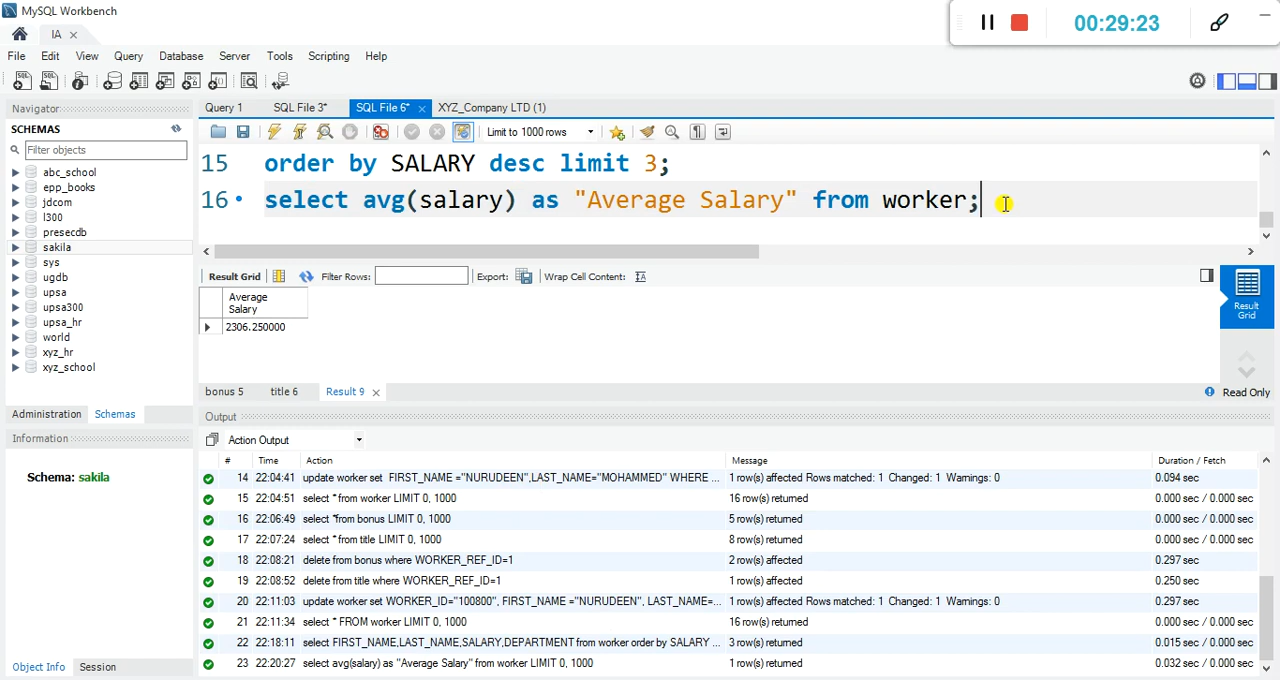 MySQL Workbench
00:29:23
IA
File Edit View Query Database Server Tools Scripting Help
Navigator
SCHEMAS
Filter objects
abc_school
epp_books
jdcom
l300
presecdb
sakila
sys
ugdb
upsa
upsa300
upsa_hr
world
xyz_hr
xyz_school
Administration Schemas
Information
Schema: sakila
Object Info Session
Query 1 SQL File 3* SQL File 6* XYZ_Company LTD (1)
Limit to 1000 rows
15 order by SALARY desc limit 3;
16 select avg(salary) as "Average Salary" from worker;
Result Grid Filter Rows: Export: Wrap Cell Content:
Average
Salary
2306.250000
Result
Grid
bonus 5 title 6 Result 9 Read Only
Output
Action Output
# Time Action Message Duration / Fetch
14 22:04:41 update worker set FIRST_NAME ="NURUDEEN",LAST_NAME="MOHAMMED" WHERE ... 1 row(s) affected Rows matched: 1 Changed: 1 Warnings: 0 0.094 sec
15 22:04:51 select * from worker LIMIT 0, 1000 16 row(s) returned 0.000 sec / 0.000 sec
16 22:06:49 select *from bonus LIMIT 0, 1000 5 row(s) returned 0.000 sec / 0.000 sec
17 22:07:24 select * from title LIMIT 0, 1000 8 row(s) returned 0.000 sec / 0.000 sec
18 22:08:21 delete from bonus where WORKER_REF_ID=1 2 row(s) affected 0.297 sec
19 22:08:52 delete from title where WORKER_REF_ID=1 1 row(s) affected 0.250 sec
20 22:11:03 update worker set WORKER_ID="100800", FIRST_NAME ="NURUDEEN", LAST_NAME=... 1 row(s) affected Rows matched: 1 Changed: 1 Warnings: 0 0.297 sec
21 22:11:34 select * FROM worker LIMIT 0, 1000 16 row(s) returned 0.000 sec / 0.000 sec
22 22:18:11 select FIRST_NAME,LAST_NAME,SALARY,DEPARTMENT from worker order by SALARY ... 3 row(s) returned 0.015 sec / 0.000 sec
23 22:20:27 select avg(salary) as "Average Salary" from worker LIMIT 0, 1000 1 row(s) returned 0.032 sec / 0.000 sec